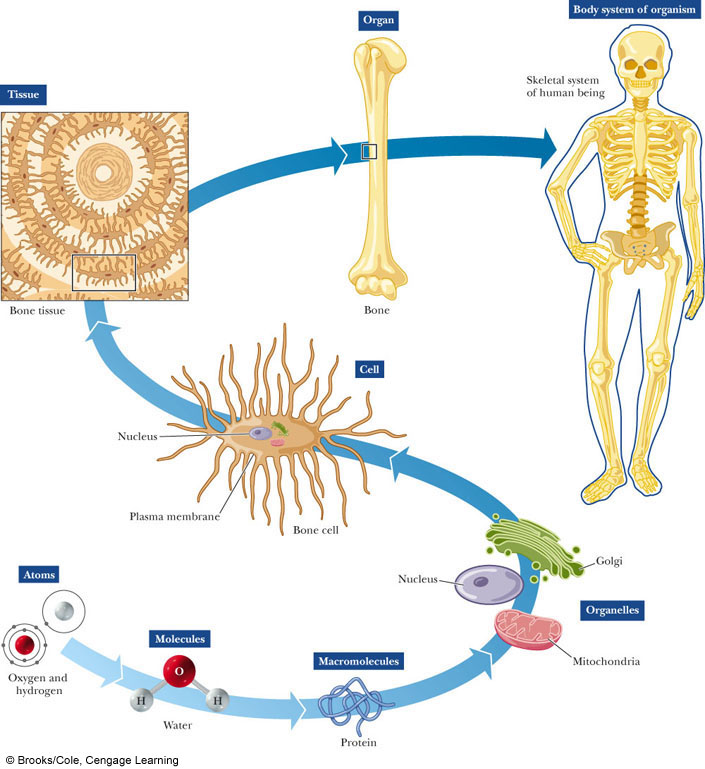 Body system of organism
Organ
Skeletal system
of human being
Tissue
Bone tissue
Bone
Cell
Nucleus
Plasma membrane
Bone cell
Golgi
Nucleus
Atoms
Organelles
Molecules
Mitochondria
Macromolecules
O
Oxygen and
hydrogen
H
H
Water
Protein
© Brooks/Cole, Cengage Learning